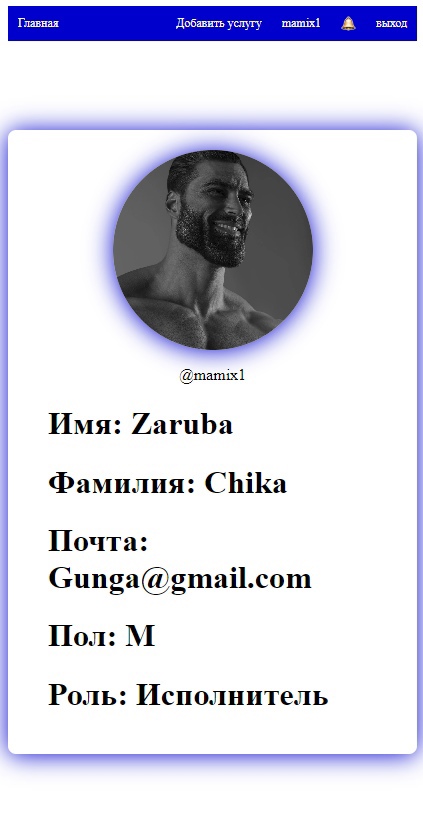 Главная Добавить услугу mamix1 выход
@mamix1
Имя: Zaruba
Фамилия: Chika
Почта:
Gunga@gmail.com
Пол: М
Роль: Исполнитель